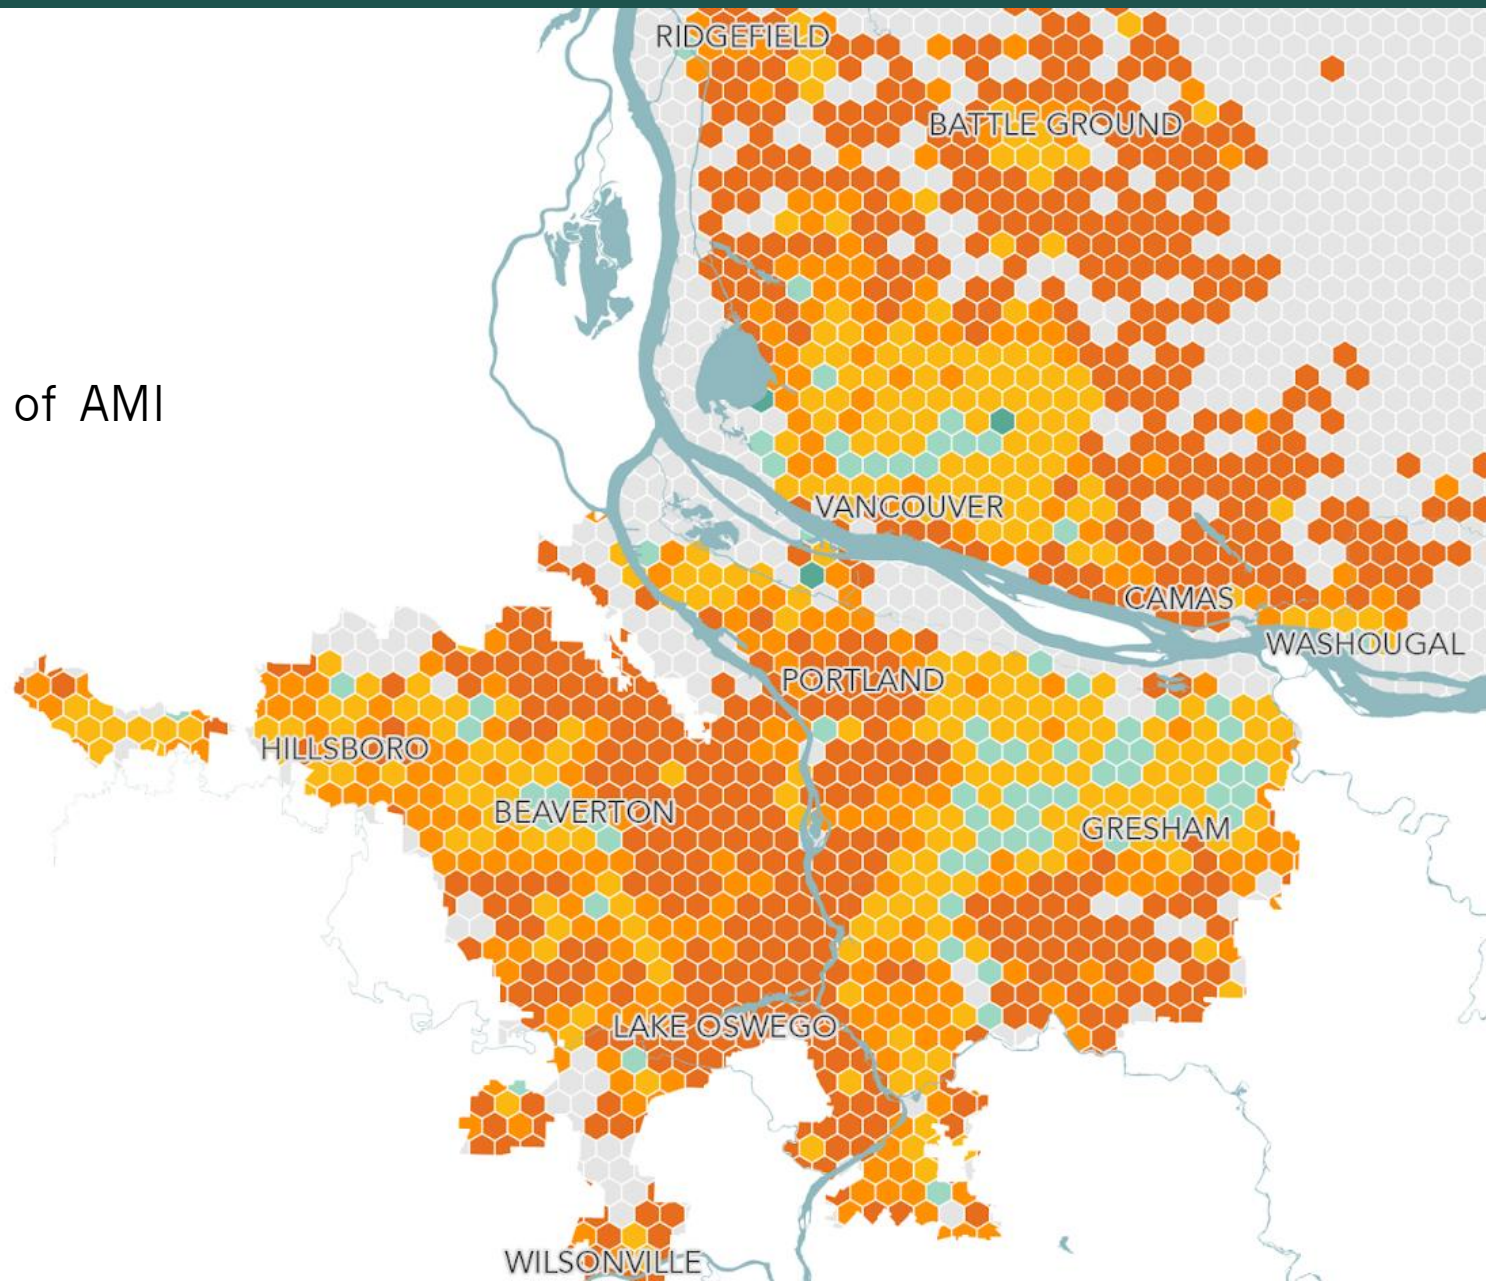 RIDGEFIELD
BATTLE GROUND
of AMI
VANCOUVER
CAMAS
WASHOUGAL
PORTLAND
HILLSBORO
BEAVERTON
GRESHAM
LAKE OSWEGO
WILSONVILLE